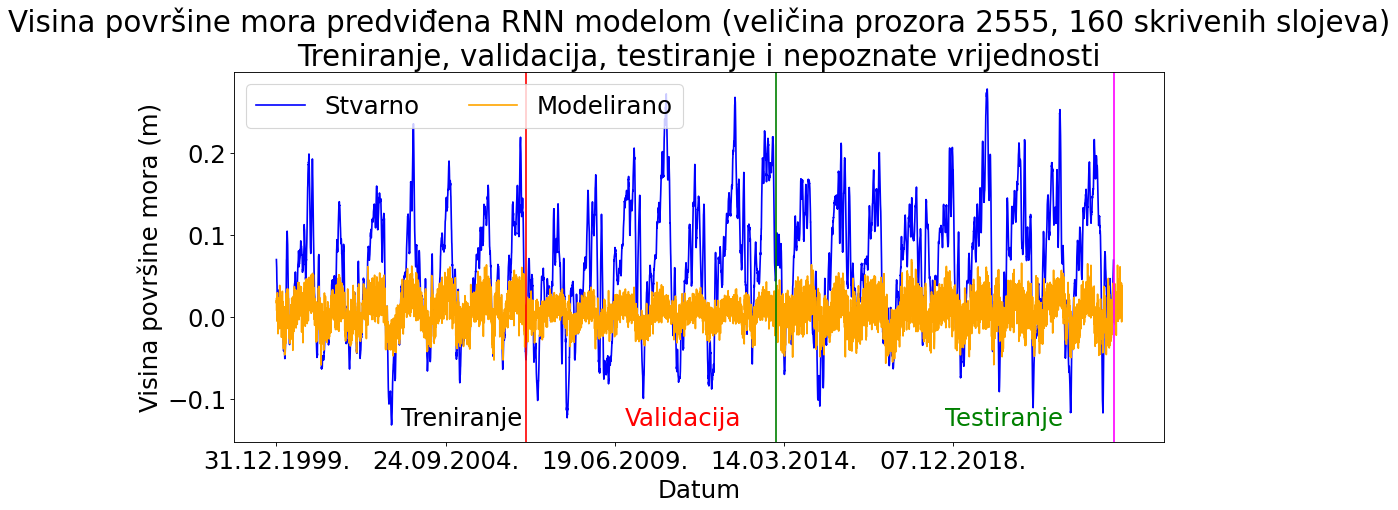 Visina površine mora predviđena RNN modelom (veličina prozora 2555, 160 skrivenih slojeva)
Treniranje, validacija, testiranje i nepoznate vrijednosti
Stvarno Modelirano
Visina površine mora (m)
0.2
0.1
0.0
−0.1
Treniranje Validacija Testiranje
31.12.1999. 24.09.2004. 19.06.2009. 14.03.2014. 07.12.2018.
Datum